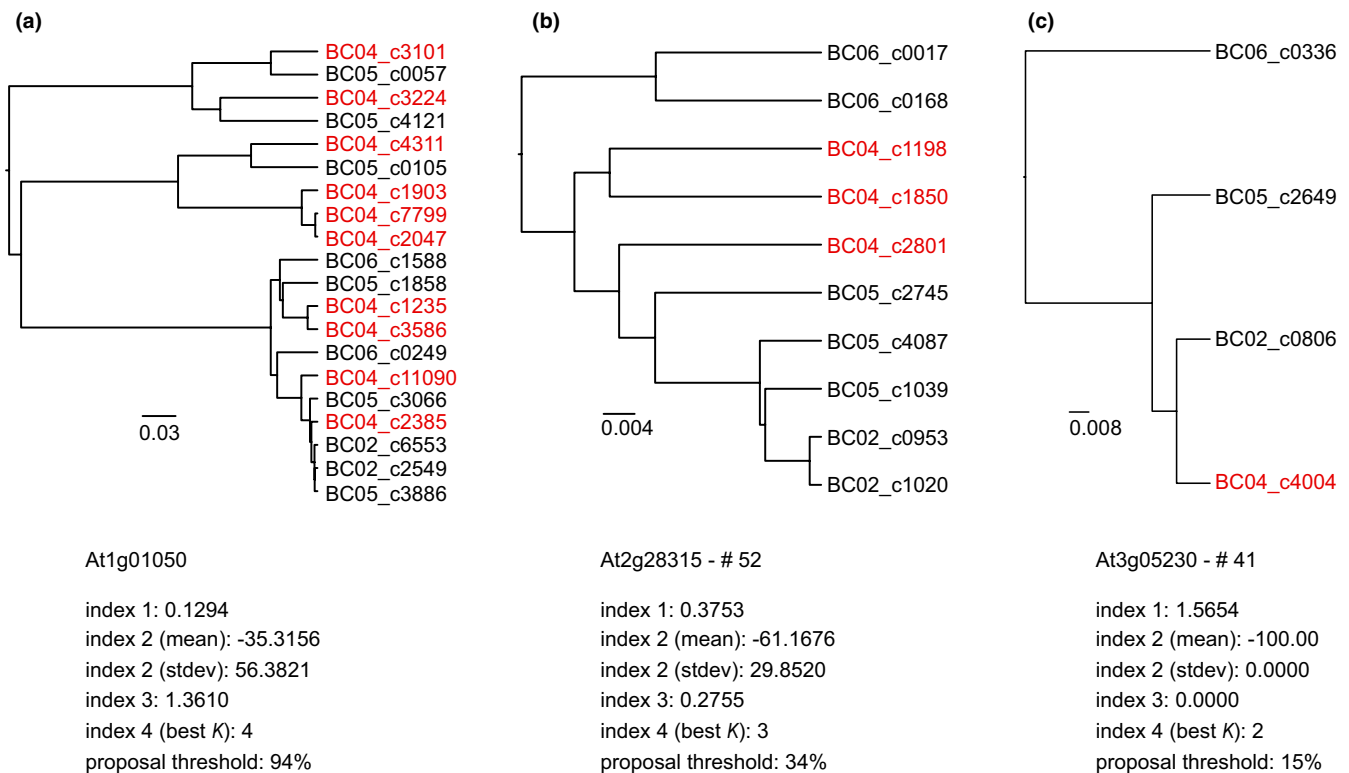 (a)
BC04_c3101
BC05_c0057
BC04_c3224
BC05_c4121
BC04_c4311
BC05_c0105
BC04_c1903
BC04_c7799
BC04_c2047
BC06_c1588
BC05_c1858
BC04_c1235
BC04_c3586
BC06_c0249
BC04_c11090
BC05_c3066
BC04_c2385
BC02_c6553
BC02_c2549
BC05_c3886
0.03
At1g01050
index 1: 0.1294
index 2 (mean): -35.3156
index 2 (stdev): 56.3821
index 3: 1.3610
index 4 (best K): 4
proposal threshold: 94%
(b)
BC06_c0017
BC06_c0168
BC04_c1198
BC04_c1850
BC04_c2801
BC05_c2745
BC05_c4087
BC05_c1039
BC02_c0953
BC02_c1020
0.004
At2g28315 - # 52
index 1: 0.3753
index 2 (mean): -61.1676
index 2 (stdev): 29.8520
index 3: 0.2755
index 4 (best K): 3
proposal threshold: 34%
(c)
BC06_c0336
BC05_c2649
BC02_c0806
BC04_c4004
0.008
At3g05230 - # 41
index 1: 1.5654
index 2 (mean): -100.00
index 2 (stdev): 0.0000
index 3: 0.0000
index 4 (best K): 2
proposal threshold: 15%